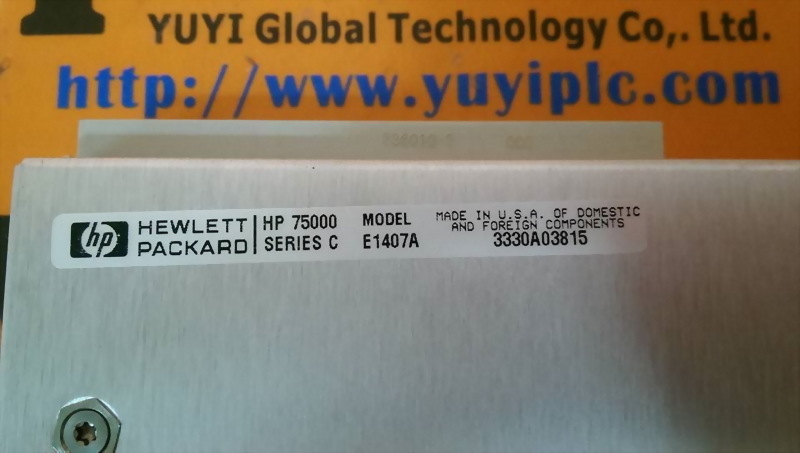 YUYI Global Technology Co,. Ltd.
http://www.yuyiplc.com
hp HEWLETT PACKARD
HP 75000 SERIES C
MODEL E1407A
MADE IN U.S.A. OF DOMESTIC
AND FOREIGN COMPONENTS
3330A03815